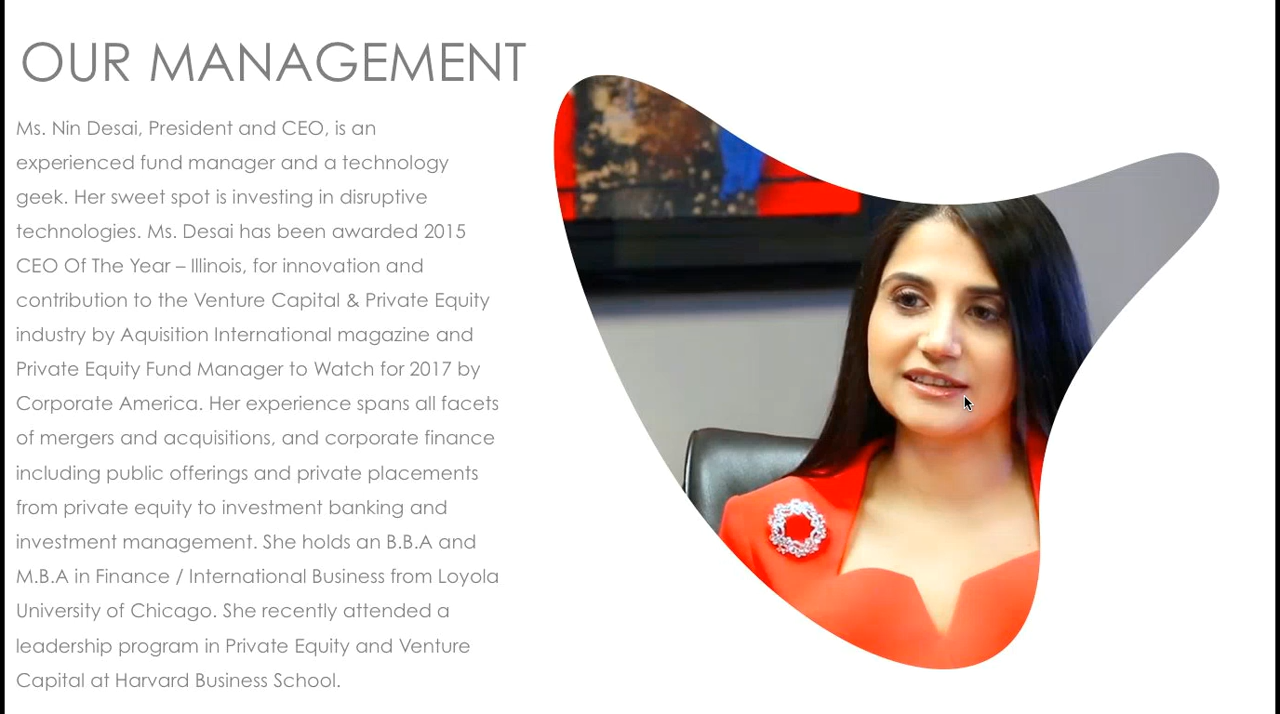 OUR MANAGEMENT
Ms. Nin Desai, President and CEO, is an
experienced fund manager and a technology
geek. Her sweet spot is investing in disruptive
technologies. Ms. Desai has been awarded 2015
CEO Of The Year – Illinois, for innovation and
contribution to the Venture Capital & Private Equity
industry by Aquisition International magazine and
Private Equity Fund Manager to Watch for 2017 by
Corporate America. Her experience spans all facets
of mergers and acquisitions, and corporate finance
including public offerings and private placements
from private equity to investment banking and
investment management. She holds an B.B.A and
M.B.A in Finance / International Business from Loyola
University of Chicago. She recently attended a
leadership program in Private Equity and Venture
Capital at Harvard Business School.